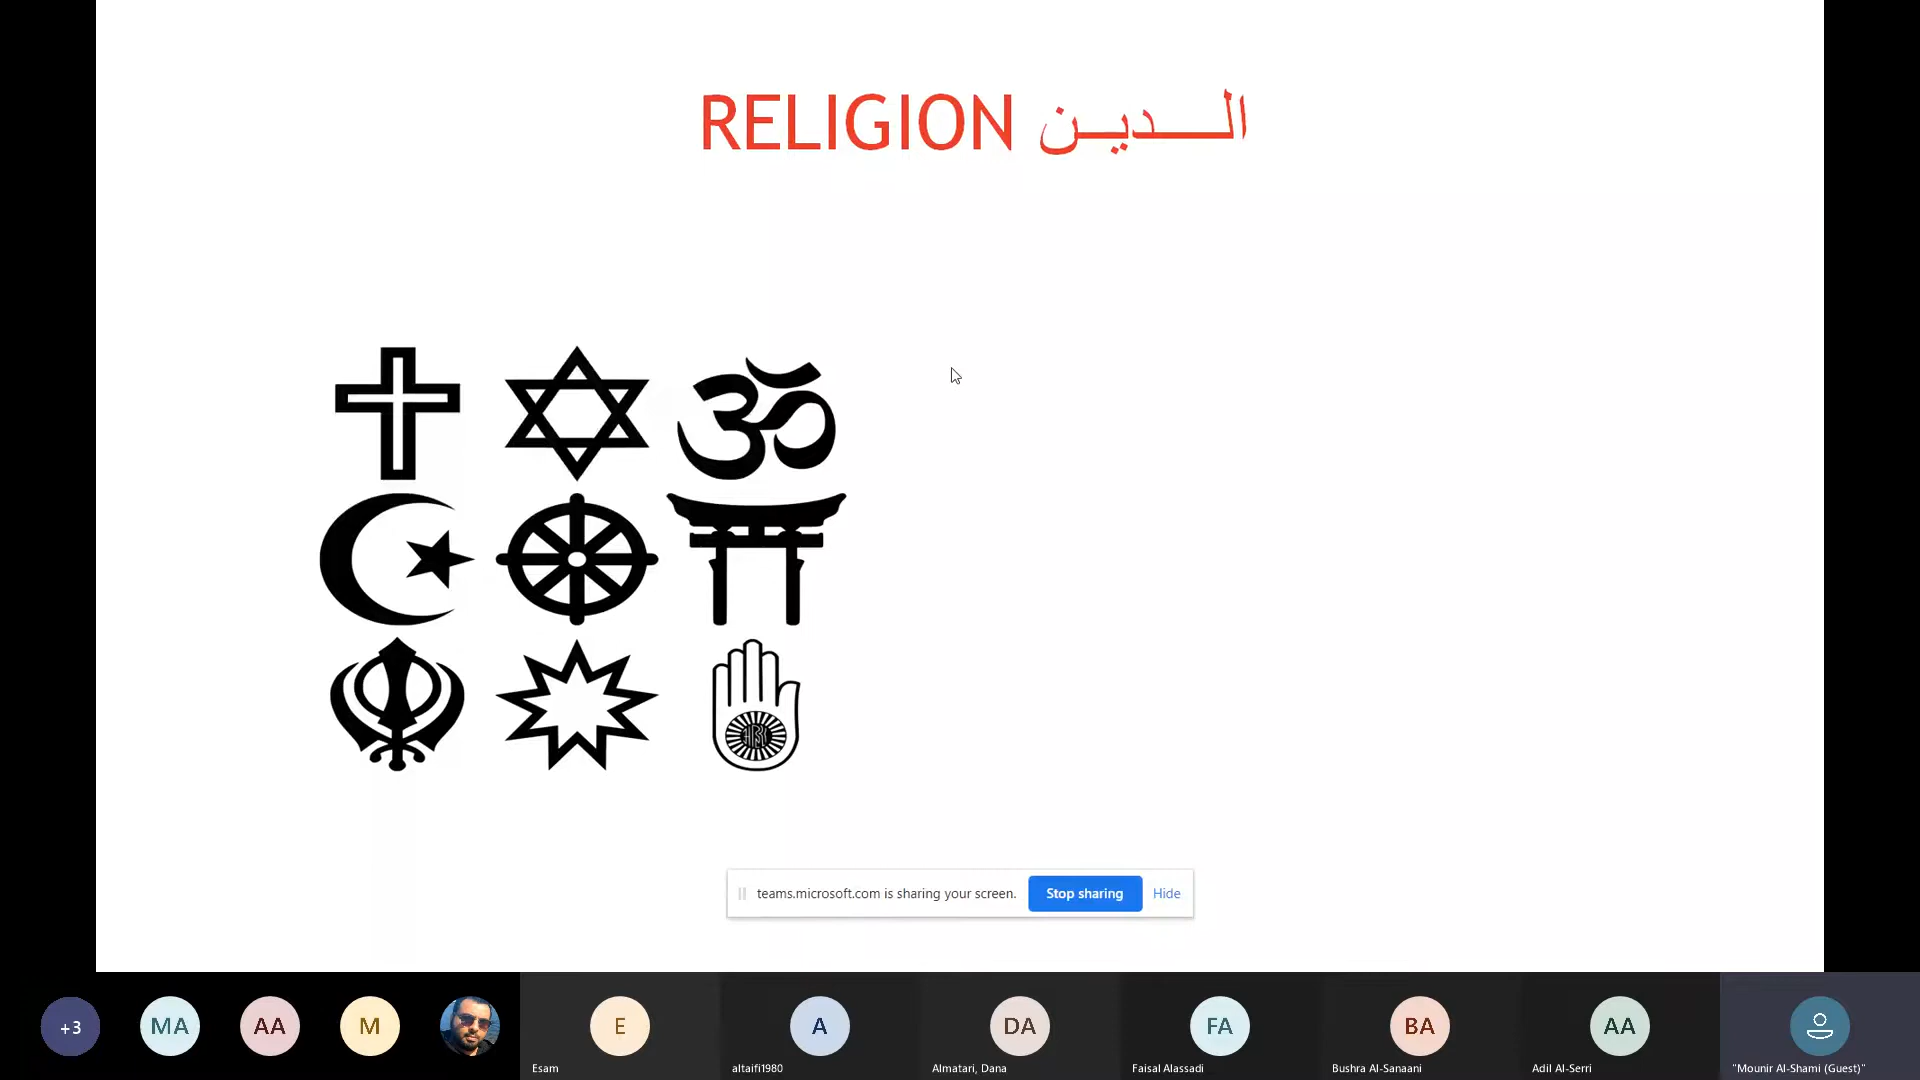 RELIGION الـــديـن
teams.microsoft.com is sharing your screen. Stop sharing Hide
+3 MA AA M E A DA FA BA AA
Esam altaifi1980 Almatari, Dana Faisal Alassadi Bushra Al-Sanaani Adil Al-Serri "Mounir Al-Shami (Guest)"